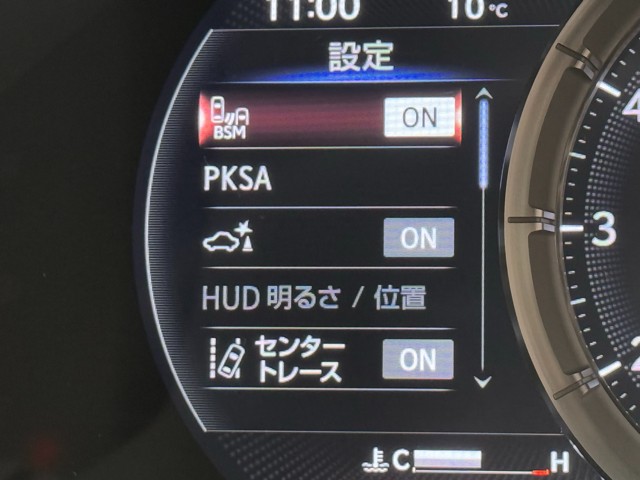 11:00 10℃
設定
BSM ON
PKSA
ON
HUD 明るさ / 位置
センター
トレース ON
C H
4
3
2